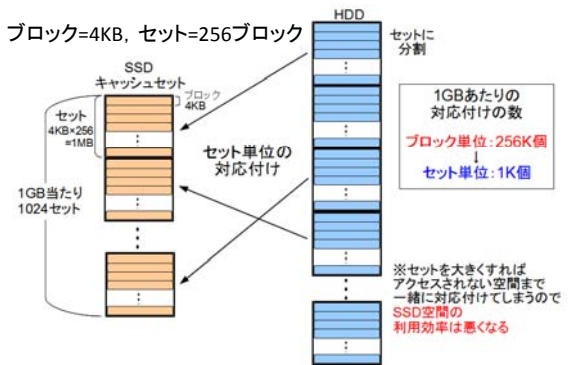 ブロック=4KB, セット=256ブロック
HDD
セットに
分割
SSD
キャッシュセット
ブロック
4KB
セット
4KB×256
=1MB
1GB当たり
1024セット
セット単位の
対応付け
1GBあたりの
対応付けの数
ブロック単位:256K個
↓
セット単位:1K個
※セットを大きくすれば
アクセスされない空間まで
一緒に対応付けてしまうので
SSD空間の
利用効率は悪くなる